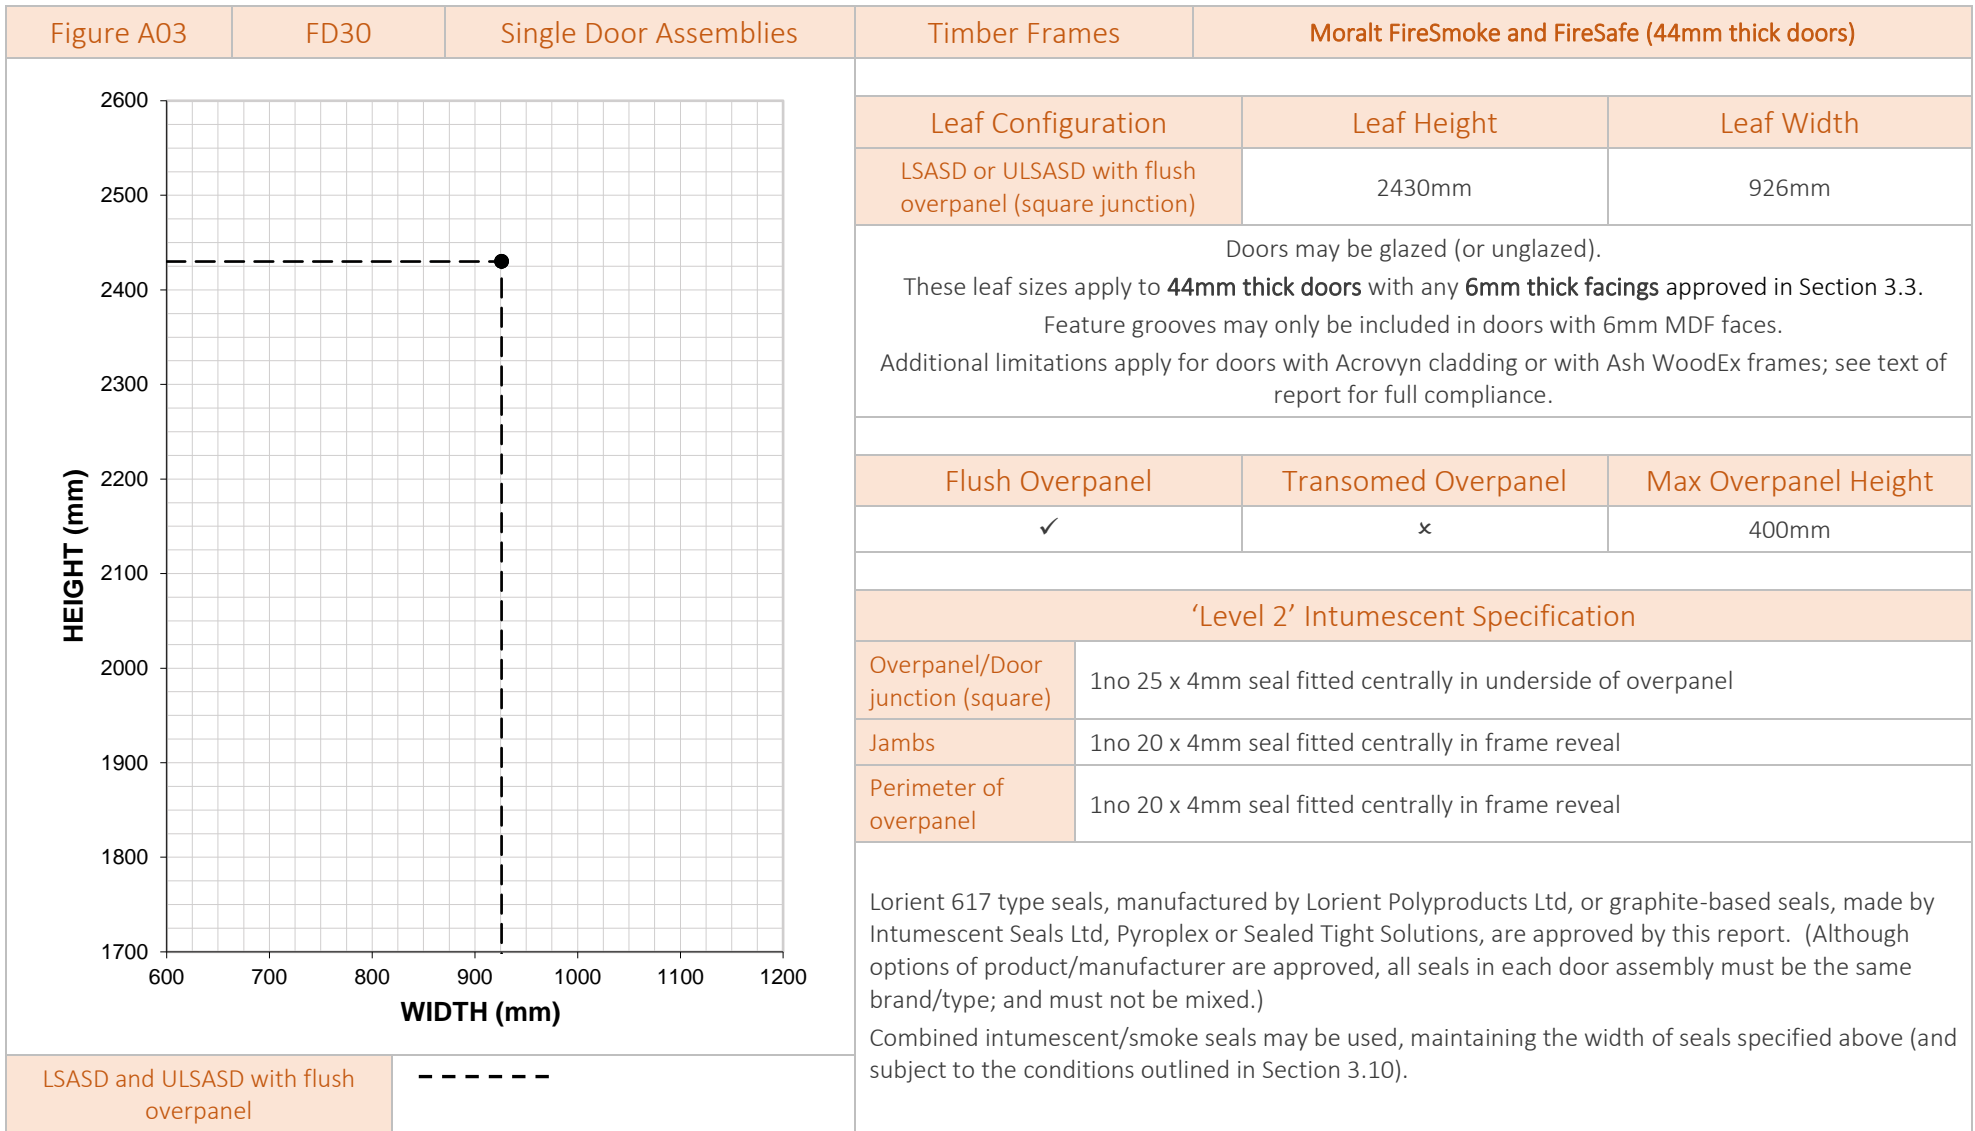 Figure A03
FD30
Single Door Assemblies
Timber Frames
Moralt FireSmoke and FireSafe (44mm thick doors)
2600
2500
2400
2300
2200
2100
2000
1900
1800
1700
HEIGHT (mm)
600
700
800
900
1000
1100
1200
WIDTH (mm)
LSASD and ULSASD with flush
overpanel
Leaf Configuration
Leaf Height
Leaf Width
LSASD or ULSASD with flush
overpanel (square junction)
2430mm
926mm
Doors may be glazed (or unglazed).
These leaf sizes apply to 44mm thick doors with any 6mm thick facings approved in Section 3.3.
Feature grooves may only be included in doors with 6mm MDF faces.
Additional limitations apply for doors with Acrovyn cladding or with Ash WoodEx frames; see text of
report for full compliance.
Flush Overpanel
Transomed Overpanel
Max Overpanel Height
✓
×
400mm
‘Level 2’ Intumescent Specification
Overpanel/Door
junction (square)
1no 25 x 4mm seal fitted centrally in underside of overpanel
Jambs
1no 20 x 4mm seal fitted centrally in frame reveal
Perimeter of
overpanel
1no 20 x 4mm seal fitted centrally in frame reveal
Lorient 617 type seals, manufactured by Lorient Polyproducts Ltd, or graphite-based seals, made by
Intumescent Seals Ltd, Pyroplex or Sealed Tight Solutions, are approved by this report. (Although
options of product/manufacturer are approved, all seals in each door assembly must be the same
brand/type; and must not be mixed.)
Combined intumescent/smoke seals may be used, maintaining the width of seals specified above (and
subject to the conditions outlined in Section 3.10).